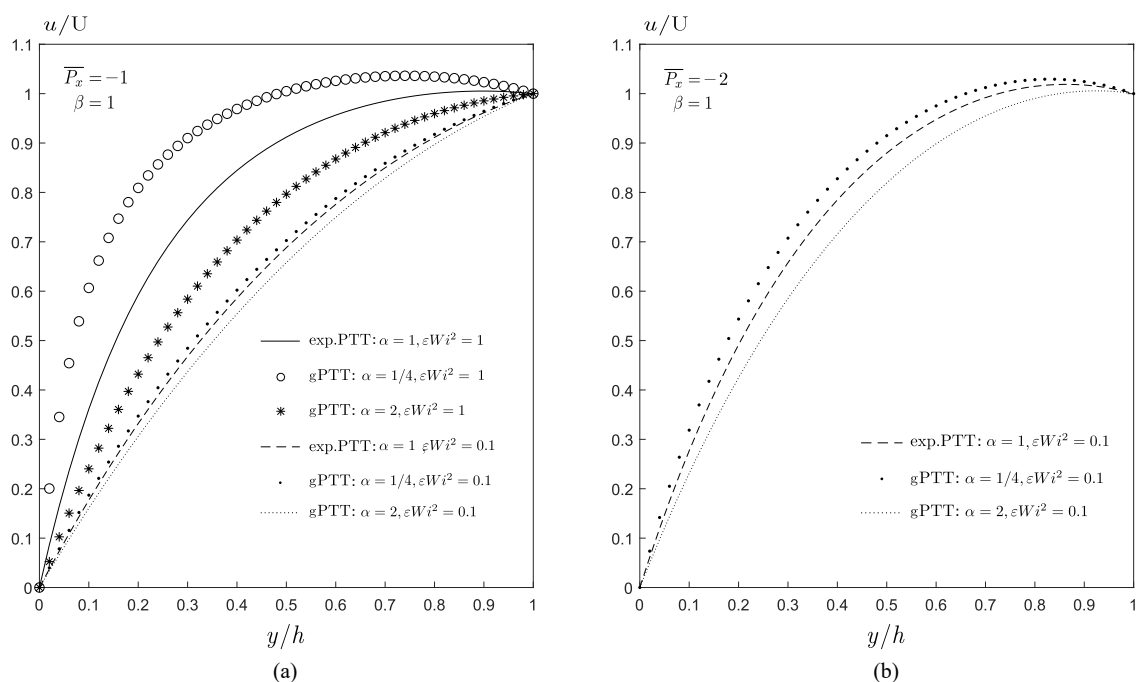 u/U
1.1
1
0.9
0.8
0.7
0.6
0.5
0.4
0.3
0.2
0.1
0
P̅ₓ = −1
β = 1
exp.PTT: α = 1, εWi² = 1
gPTT: α = 1/4, εWi² = 1
gPTT: α = 2, εWi² = 1
exp.PTT: α = 1 εWi² = 0.1
gPTT: α = 1/4, εWi² = 0.1
gPTT: α = 2, εWi² = 0.1
0 0.1 0.2 0.3 0.4 0.5 0.6 0.7 0.8 0.9 1
y/h
(a)
u/U
1.1
1
0.9
0.8
0.7
0.6
0.5
0.4
0.3
0.2
0.1
0
P̅ₓ = −2
β = 1
exp.PTT: α = 1, εWi² = 0.1
gPTT: α = 1/4, εWi² = 0.1
gPTT: α = 2, εWi² = 0.1
0 0.1 0.2 0.3 0.4 0.5 0.6 0.7 0.8 0.9 1
y/h
(b)